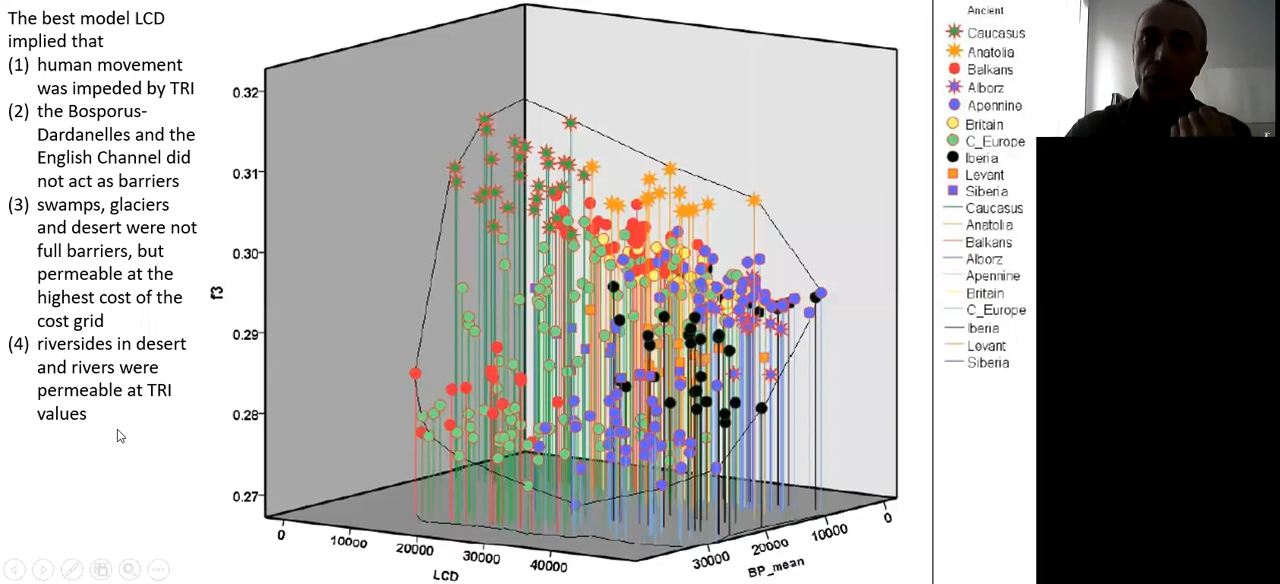 The best model LCD
implied that
(1) human movement
was impeded by TRI
(2) the Bosporus-
Dardanelles and the
English Channel did
not act as barriers
(3) swamps, glaciers
and desert were not
full barriers, but
permeable at the
highest cost of the
cost grid
(4) riversides in desert
and rivers were
permeable at TRI
values
f3
0.32
0.31
0.30
0.29
0.28
0.27
0
10000
20000
30000
40000
LCD
30000
20000
10000
0
BP_mean
Ancient
Caucasus
Anatolia
Balkans
Alborz
Apennine
Britain
C_Europe
Iberia
Levant
Siberia
Caucasus
Anatolia
Balkans
Alborz
Apennine
Britain
C_Europe
Iberia
Levant
Siberia